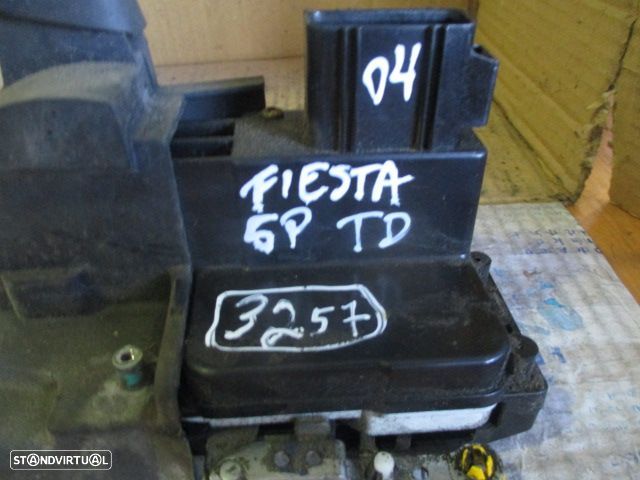 04
FIESTA
5P TD
3257
STANDVIRTUAL